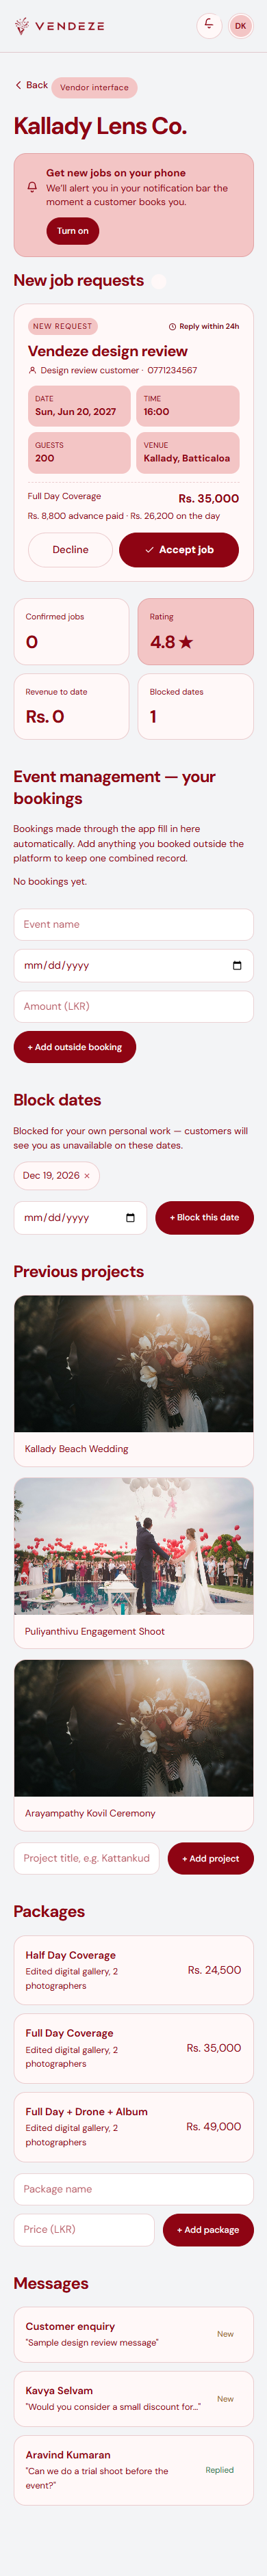 VENDEZE
DK
Back
Vendor interface
Kallady Lens Co.
Get new jobs on your phone
We'll alert you in your notification bar the
moment a customer books you.
Turn on
New job requests
NEW REQUEST
Reply within 24h
Vendeze design review
Design review customer · 0771234567
DATE
Sun, Jun 20, 2027
TIME
16:00
GUESTS
200
VENUE
Kallady, Batticaloa
Full Day Coverage
Rs. 35,000
Rs. 8,800 advance paid · Rs. 26,200 on the day
Decline
Accept job
Confirmed jobs
0
Rating
4.8★
Revenue to date
Rs. 0
Blocked dates
1
Event management — your
bookings
Bookings made through the app fill in here
automatically. Add anything you booked outside the
platform to keep one combined record.
No bookings yet.
Event name
mm/dd/yyyy
Amount (LKR)
+ Add outside booking
Block dates
Blocked for your own personal work — customers will
see you as unavailable on these dates.
Dec 19, 2026 ×
mm/dd/yyyy
+ Block this date
Previous projects
Kallady Beach Wedding
Puliyanthivu Engagement Shoot
Arayampathy Kovil Ceremony
Project title, e.g. Kattankud
+ Add project
Packages
Half Day Coverage
Edited digital gallery, 2
photographers
Rs. 24,500
Full Day Coverage
Edited digital gallery, 2
photographers
Rs. 35,000
Full Day + Drone + Album
Edited digital gallery, 2
photographers
Rs. 49,000
Package name
Price (LKR)
+ Add package
Messages
Customer enquiry
"Sample design review message"
New
Kavya Selvam
"Would you consider a small discount for…"
New
Aravind Kumaran
"Can we do a trial shoot before the
event?"
Replied